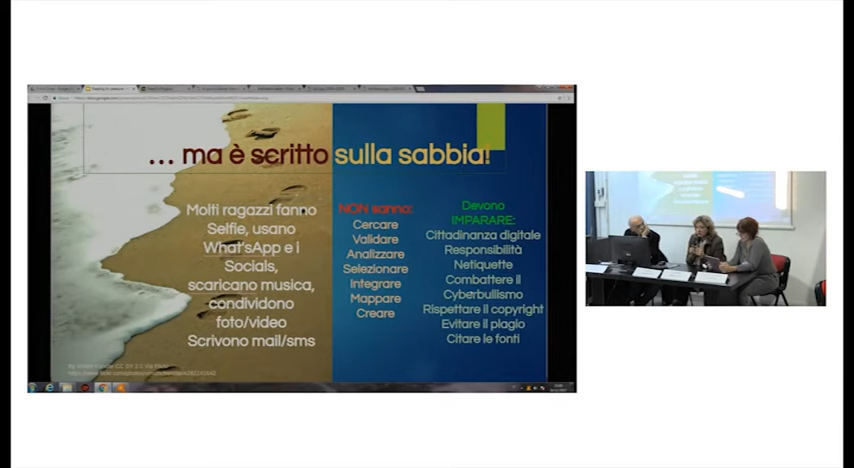 ... ma è scritto sulla sabbia!
Molti ragazzi fanno
Selfie, usano
What'sApp e i
Socials,
scaricano musica,
condividono
foto/video
Scrivono mail/sms
NON sanno:
Cercare
Validare
Analizzare
Selezionare
Integrare
Mappare
Creare
Devono
IMPARARE:
Cittadinanza digitale
Responsibilità
Netiquette
Combattere il
Cyberbullismo
Rispettare il copyright
Evitare il plagio
Citare le fonti